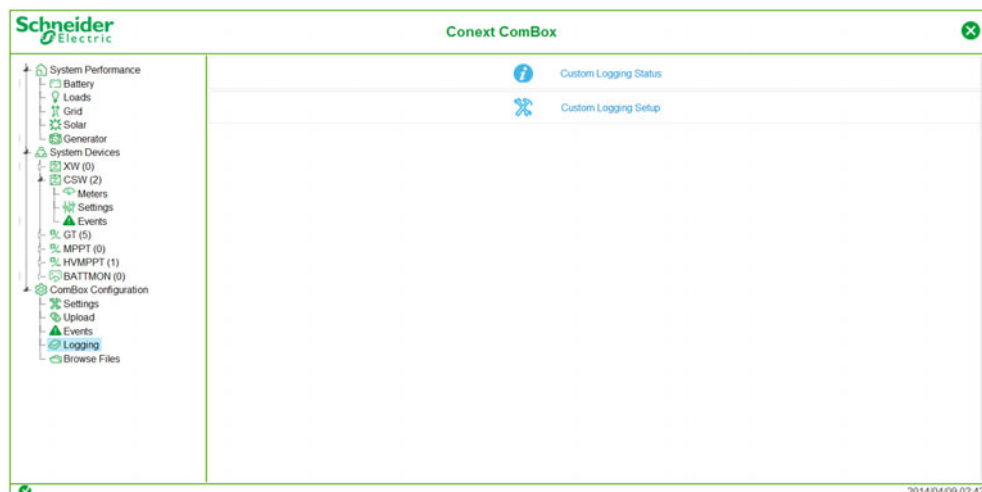 Schneider
Electric
Conext ComBox
System Performance
Battery
Loads
Grid
Solar
Generator
System Devices
XW (0)
CSW (2)
Meters
Settings
Events
GT (5)
MPPT (0)
HVMPPT (1)
BATTMON (0)
ComBox Configuration
Settings
Upload
Events
Logging
Browse Files
Custom Logging Status
Custom Logging Setup